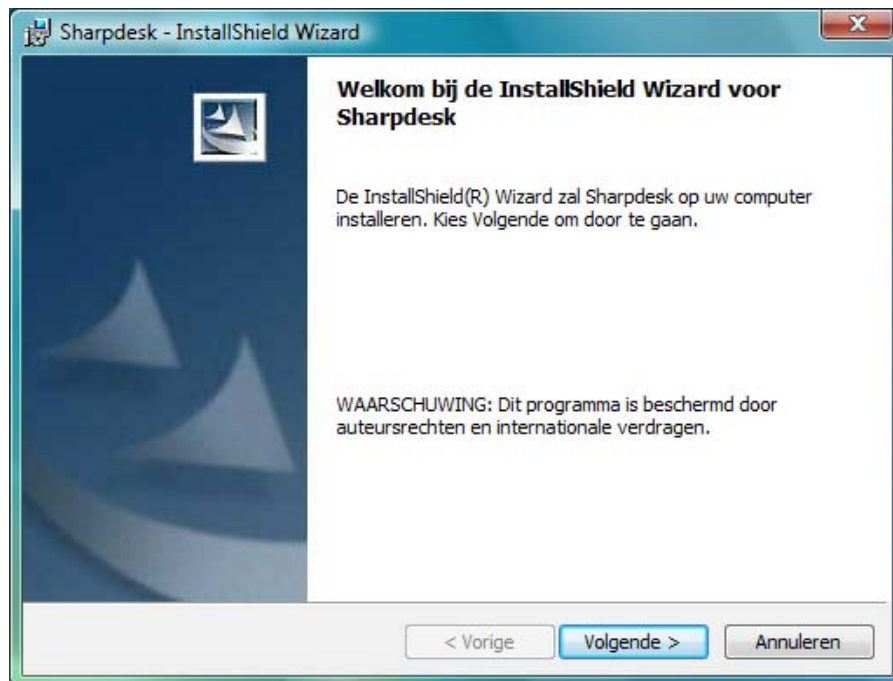 Sharpdesk - InstallShield Wizard
Welkom bij de InstallShield Wizard voor
Sharpdesk
De InstallShield(R) Wizard zal Sharpdesk op uw computer
installeren. Kies Volgende om door te gaan.
WAARSCHUWING: Dit programma is beschermd door
auteursrechten en internationale verdragen.
< Vorige
Volgende >
Annuleren